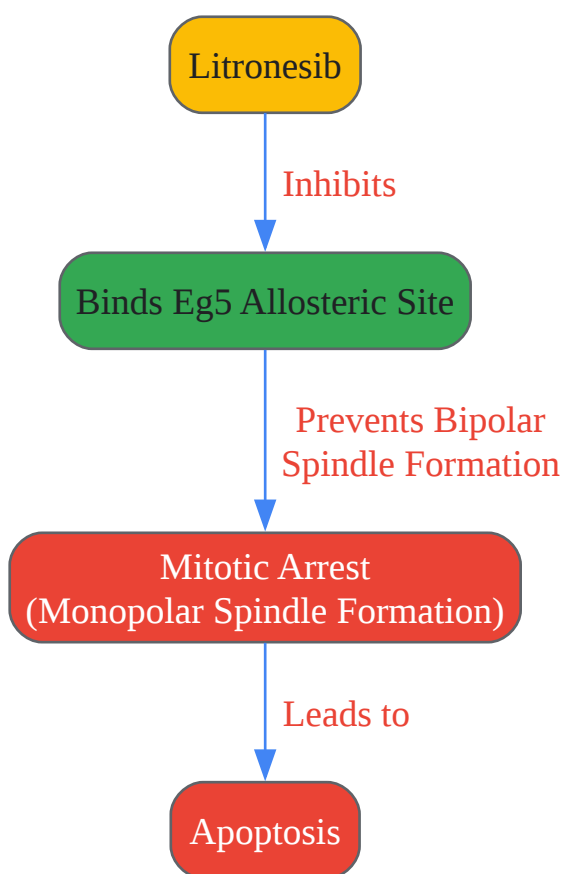 Litronesib
Inhibits
Binds Eg5 Allosteric Site
Prevents Bipolar
Spindle Formation
Mitotic Arrest
(Monopolar Spindle Formation)
Leads to
Apoptosis